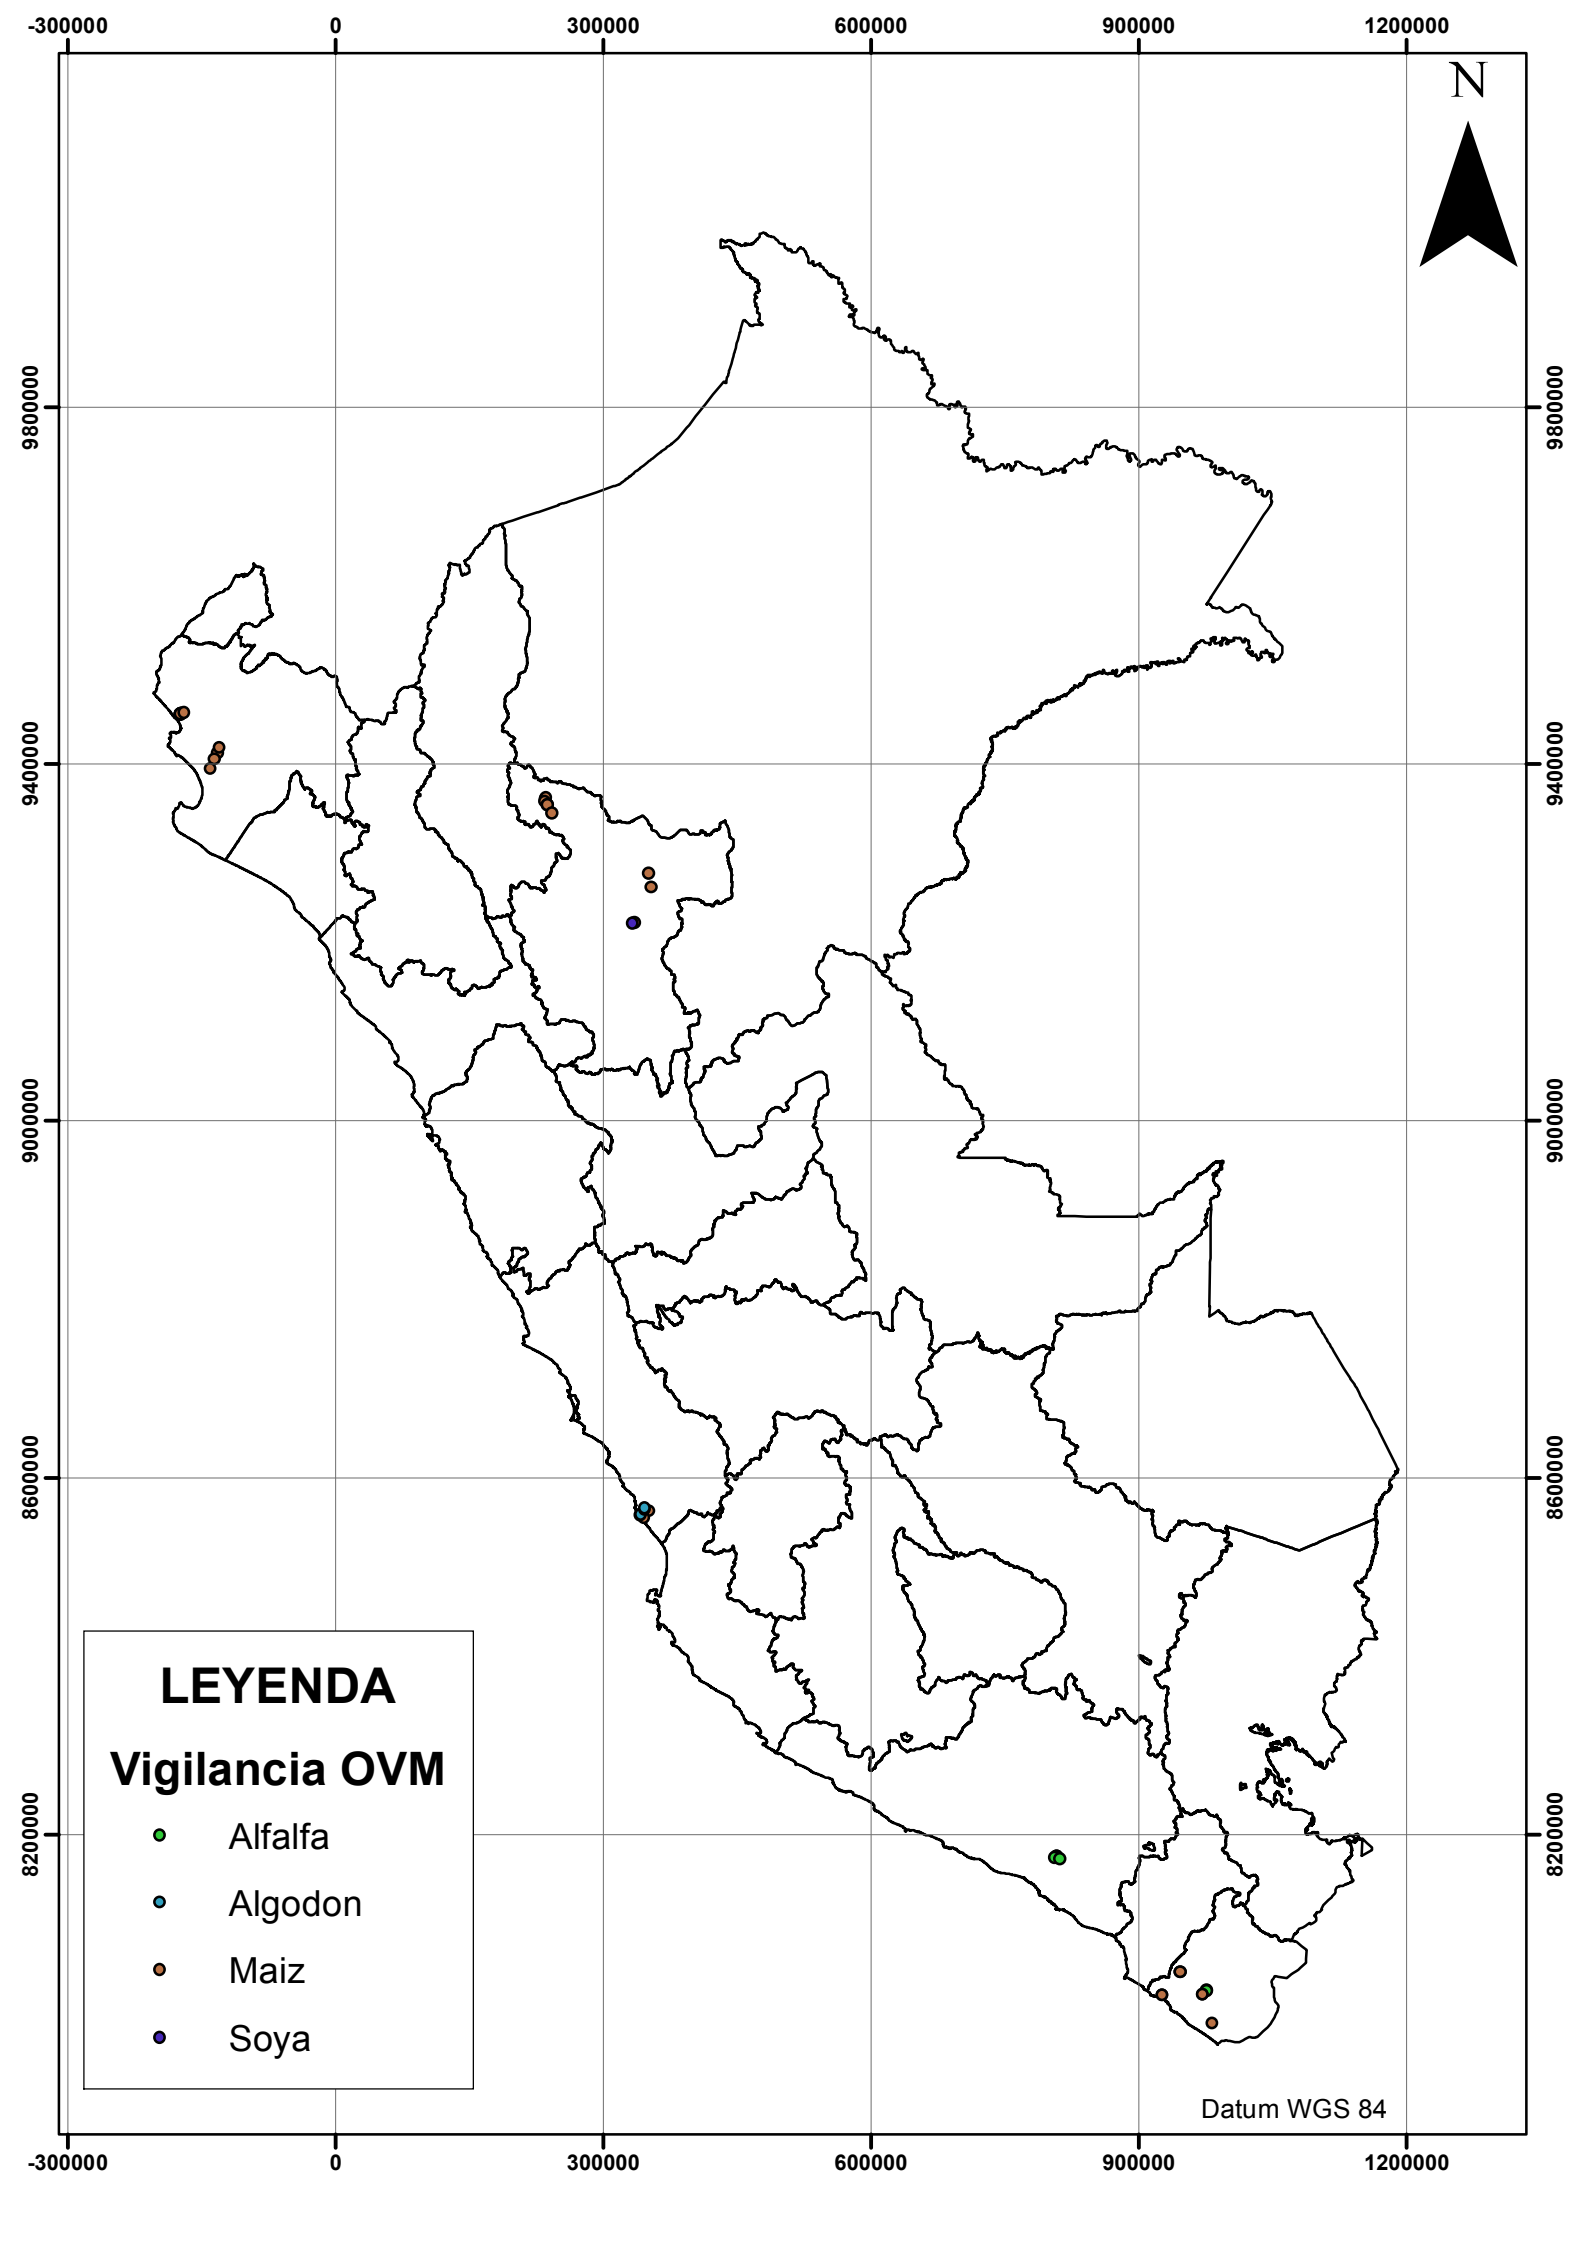 -300000 0 300000 600000 900000 1200000
N
9800000 9800000
9400000 9400000
9000000 9000000
8600000 8600000
8200000 8200000
LEYENDA
Vigilancia OVM
Alfalfa
Algodon
Maiz
Soya
Datum WGS 84
-300000 0 300000 600000 900000 1200000